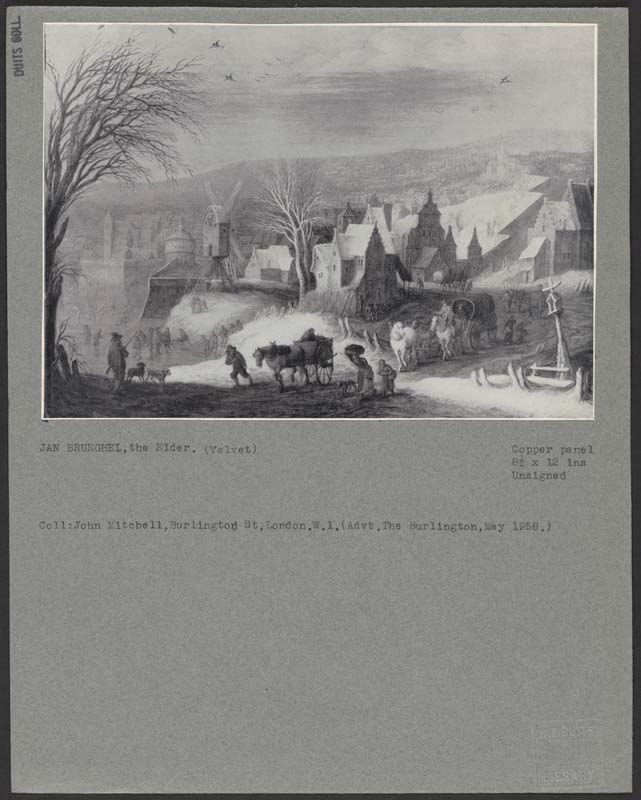 DUITS COLL.
JAN BRUEGHEL, the Elder. (Velvet)
Copper panel
8½ x 12 ins
Unsigned
Coll:John Mitchell,Burlington St,London.W.1.(Advt.The Burlington,May 1958.)
LIBRARY